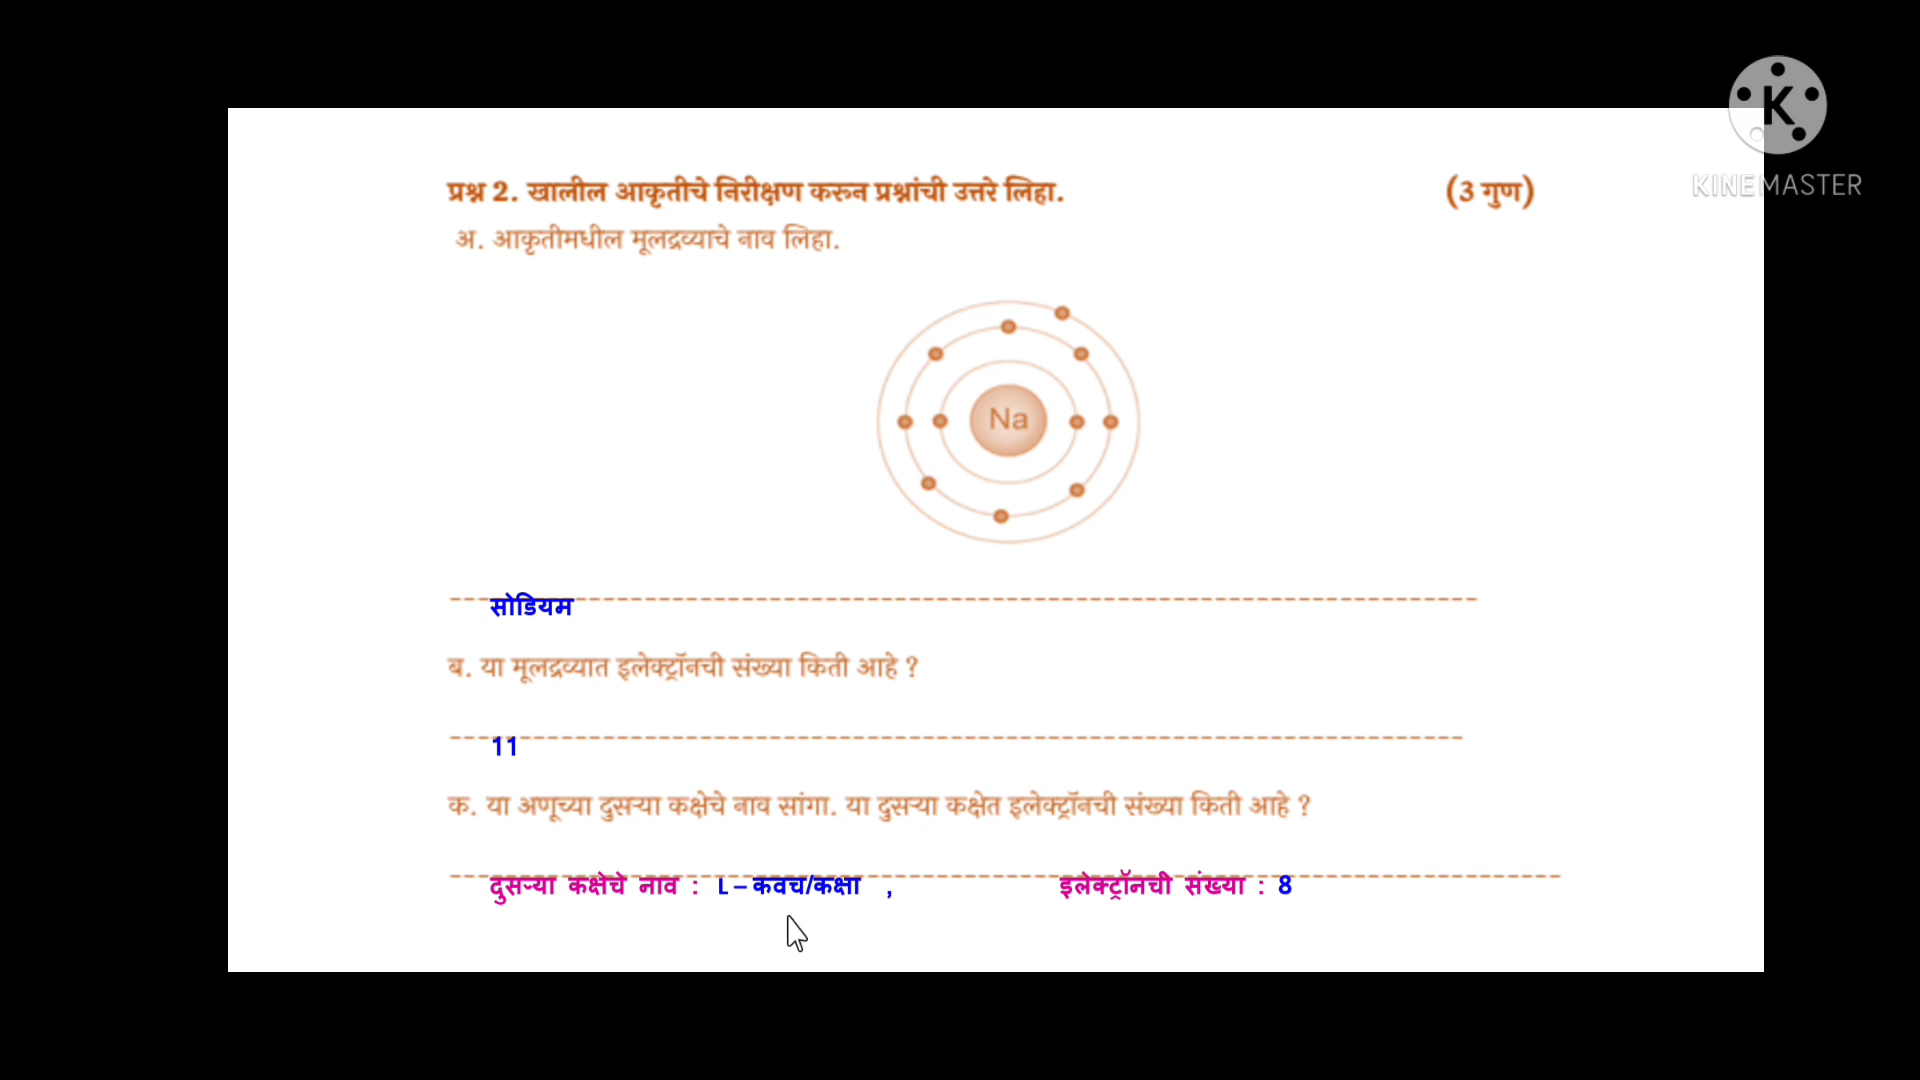 प्रश्न 2. खालील आकृतीचे निरीक्षण करून प्रश्नांची उत्तरे लिहा. (3 गुण)
अ. आकृतीमधील मूलद्रव्याचे नाव लिहा.
Na
सोडियम
ब. या मूलद्रव्यात इलेक्ट्रॉनची संख्या किती आहे ?
11
क. या अणूच्या दुसऱ्या कक्षेचे नाव सांगा. या दुसऱ्या कक्षेत इलेक्ट्रॉनची संख्या किती आहे ?
दुसऱ्या कक्षेचे नाव : L – कवच/कक्षा , इलेक्ट्रॉनची संख्या : 8
K
KINEMASTER